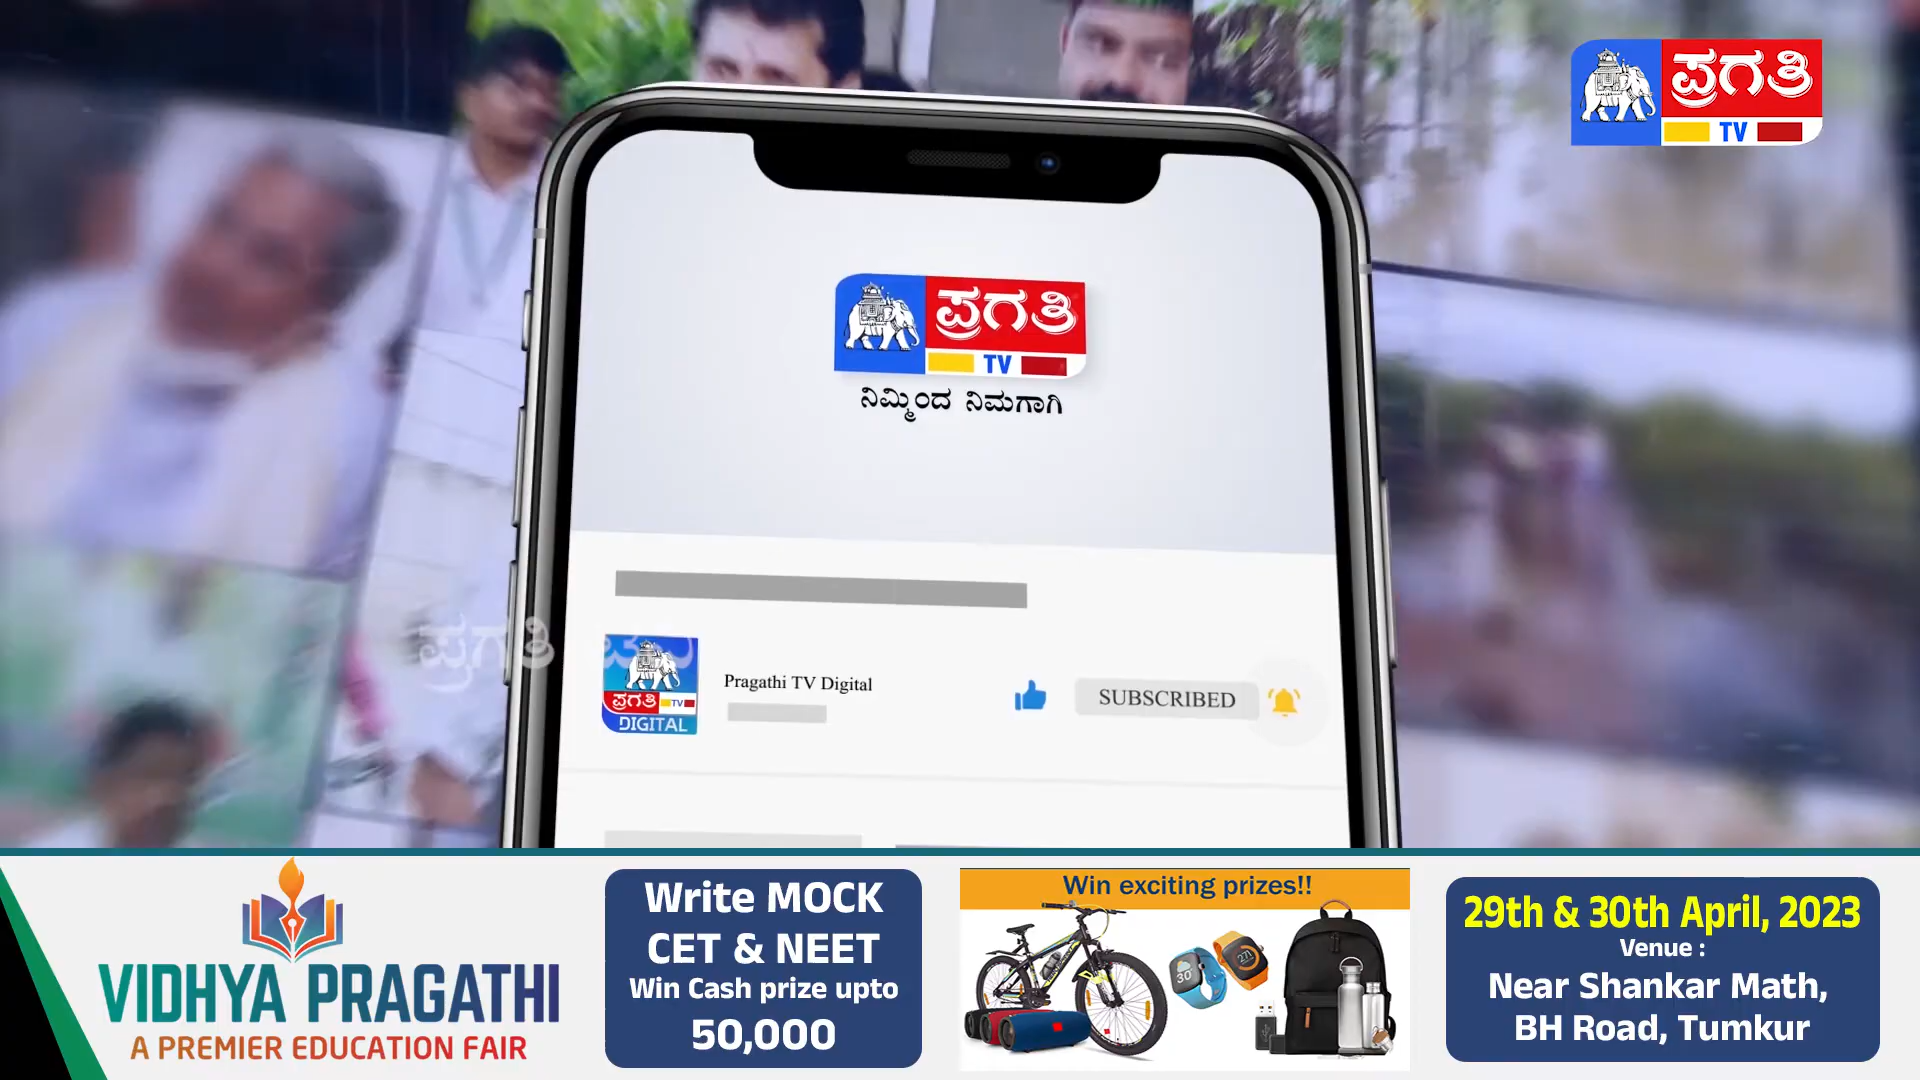 ಪ್ರಗತಿ
TV
ಪ್ರಗತಿ
TV
ನಿಮ್ಮಿಂದ ನಿಮಗಾಗಿ
ಪ್ರಗತಿ
ಪ್ರಗತಿ TV
DIGITAL
Pragathi TV Digital
SUBSCRIBED
VIDHYA PRAGATHI
A PREMIER EDUCATION FAIR
Write MOCK
CET & NEET
Win Cash prize upto
50,000
Win exciting prizes!!
29th & 30th April, 2023
Venue :
Near Shankar Math,
BH Road, Tumkur